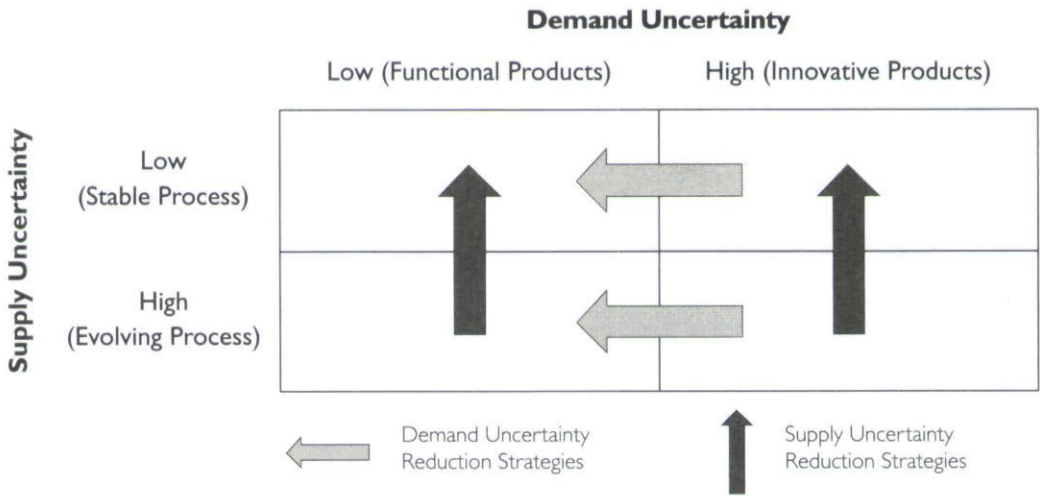 Demand Uncertainty
Low (Functional Products)
High (Innovative Products)
Supply Uncertainty
Low
(Stable Process)
High
(Evolving Process)
Demand Uncertainty
Reduction Strategies
Supply Uncertainty
Reduction Strategies